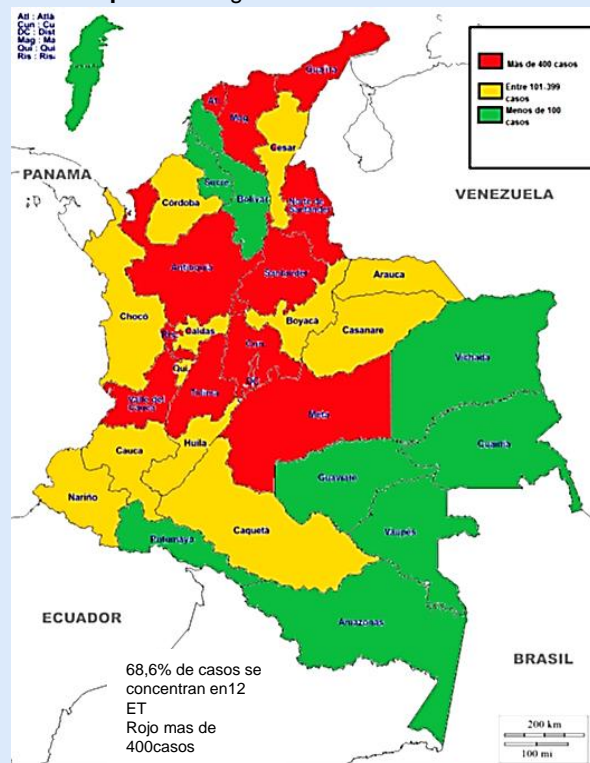 Atl : Atlá
Cun : Cu
DC : Dist
Mag : Ma
Qui : Qui
Ris : Ris
Más de 400 casos
Entre 101-399
casos
Menos de 100
casos
Guajira
Atl
Mag
Cesar
PANAMA
VENEZUELA
Sucre
Córdoba
Bolívar
Norte de
Santander
Antioquia
Santander
Arauca
Chocó
Caldas
Boyacá
Casanare
Ris
Cun
Vichada
Qui
DC
Valle del
Cauca
Tolima
Meta
Huila
Cauca
Guainía
Guaviare
Nariño
Vaupés
Caquetá
Putumayo
Amazonas
ECUADOR
BRASIL
68,6% de casos se
concentran en12
ET
Rojo mas de
400casos
200 km
100 mi